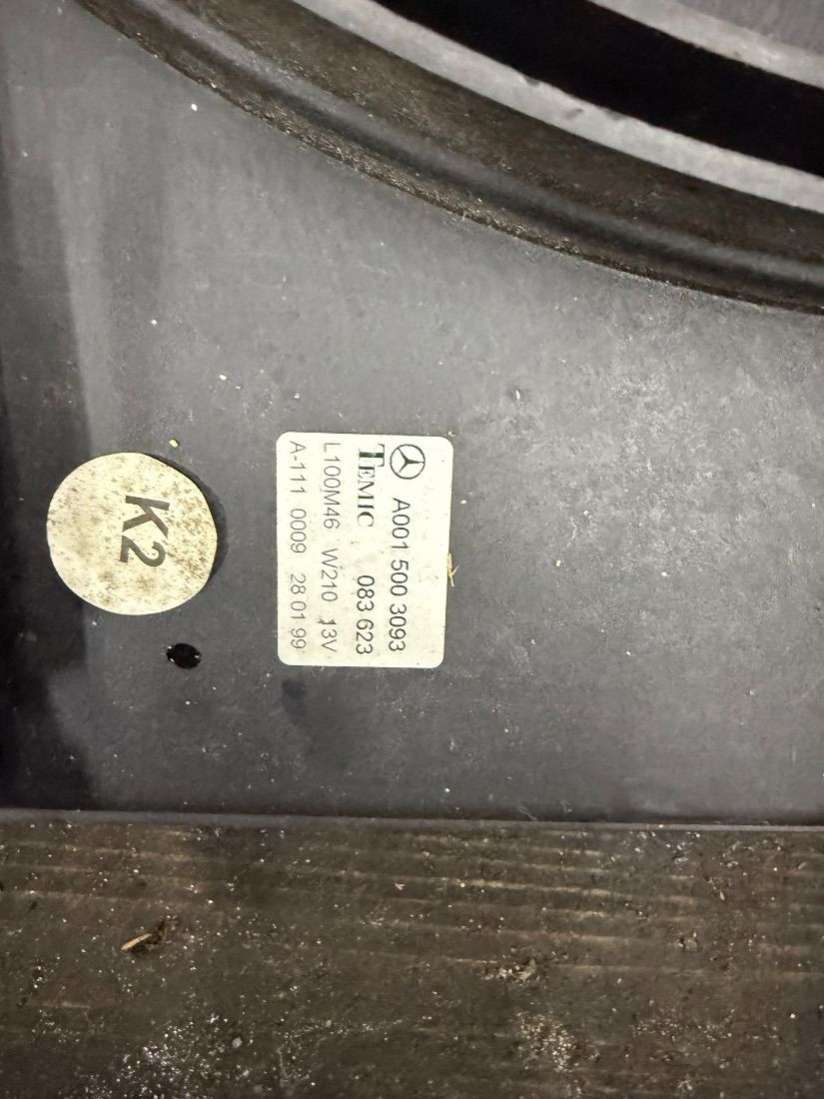 A001 500 3093
TEMIC 083 623
L100M46 W210 13V
A-111 0009 28 01 99
K2